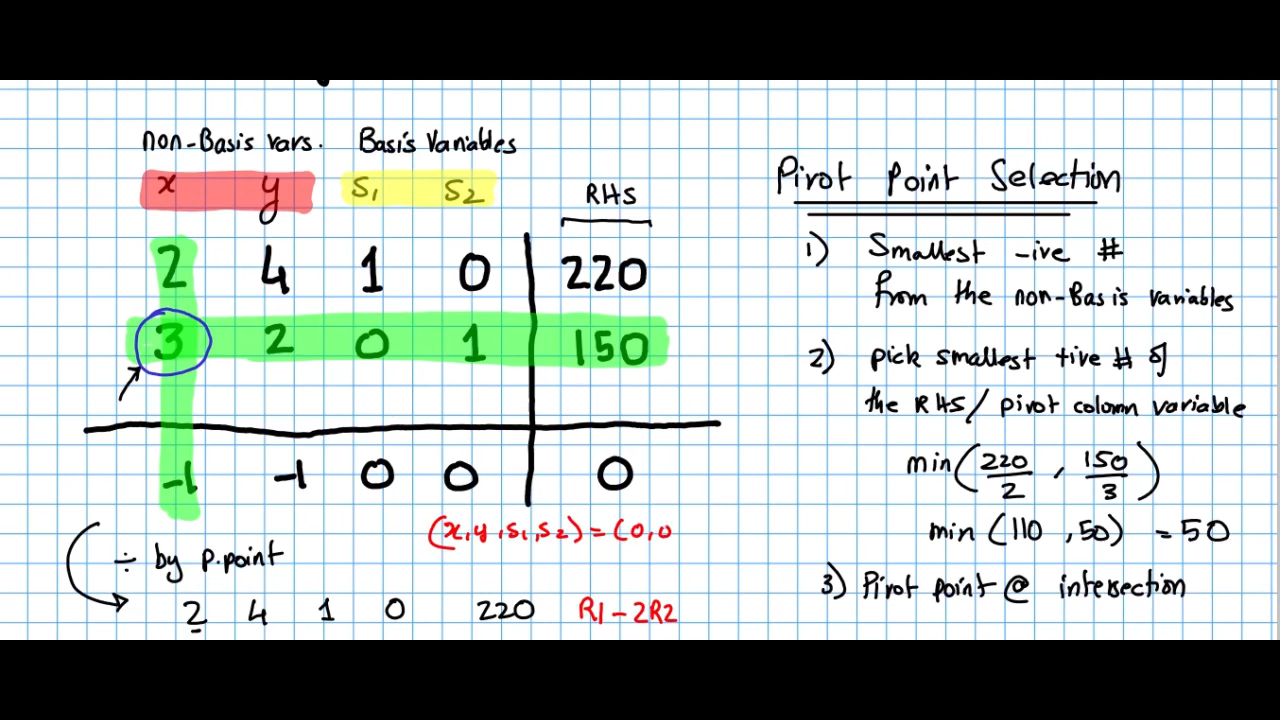 non-Basis vars. Basis Variables
x y S1 S2 RHS
2 4 1 0 220
3 2 0 1 150
-1 -1 0 0 0
(x,y,s1,s2) = (0,0
÷ by p.point
2 4 1 0 220 R1-2R2
Pivot Point Selection
1) Smallest -ive #
from the non-Basis variables
2) pick smallest +ive # of
the RHS/pivot column variable
min(220/2, 150/3)
min (110, 50) = 50
3) Pivot point @ intersection